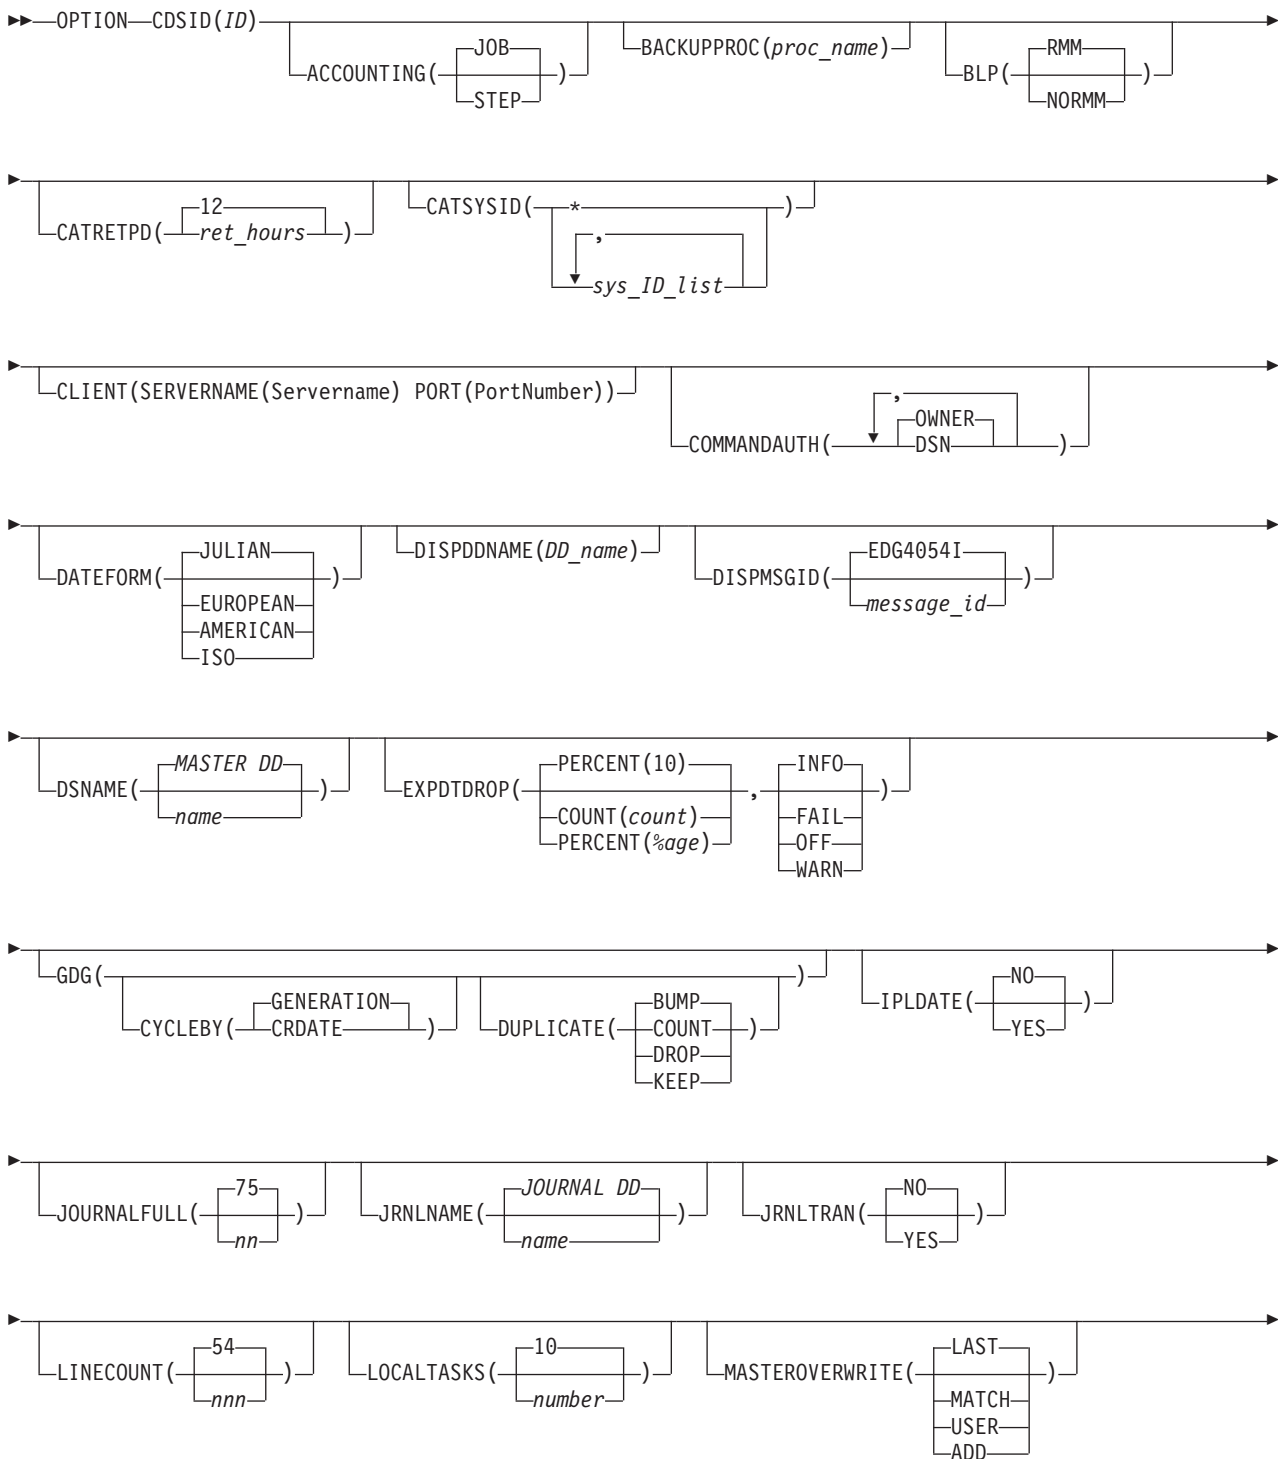 OPTION CDSID(ID)
ACCOUNTING( JOB )
STEP
BACKUPPROC(proc_name)
BLP( RMM )
NORMM
CATRETPD( 12 )
ret_hours
CATSYSID( * )
,
sys_ID_list
CLIENT(SERVERNAME(Servername) PORT(PortNumber))
COMMANDAUTH( , )
OWNER
DSN
DATEFORM( JULIAN )
EUROPEAN
AMERICAN
ISO
DISPDDNAME(DD_name)
DISPMSGID( EDG4054I )
message_id
DSNAME( MASTER DD )
name
EXPDTDROP( PERCENT(10) , INFO )
COUNT(count) FAIL
PERCENT(%age) OFF
WARN
GDG( )
CYCLEBY( GENERATION )
CRDATE
DUPLICATE( BUMP )
COUNT
DROP
KEEP
IPLDATE( NO )
YES
JOURNALFULL( 75 )
nn
JRNLNAME( JOURNAL DD )
name
JRNLTRAN( NO )
YES
LINECOUNT( 54 )
nnn
LOCALTASKS( 10 )
number
MASTEROVERWRITE( LAST )
MATCH
USER
ADD